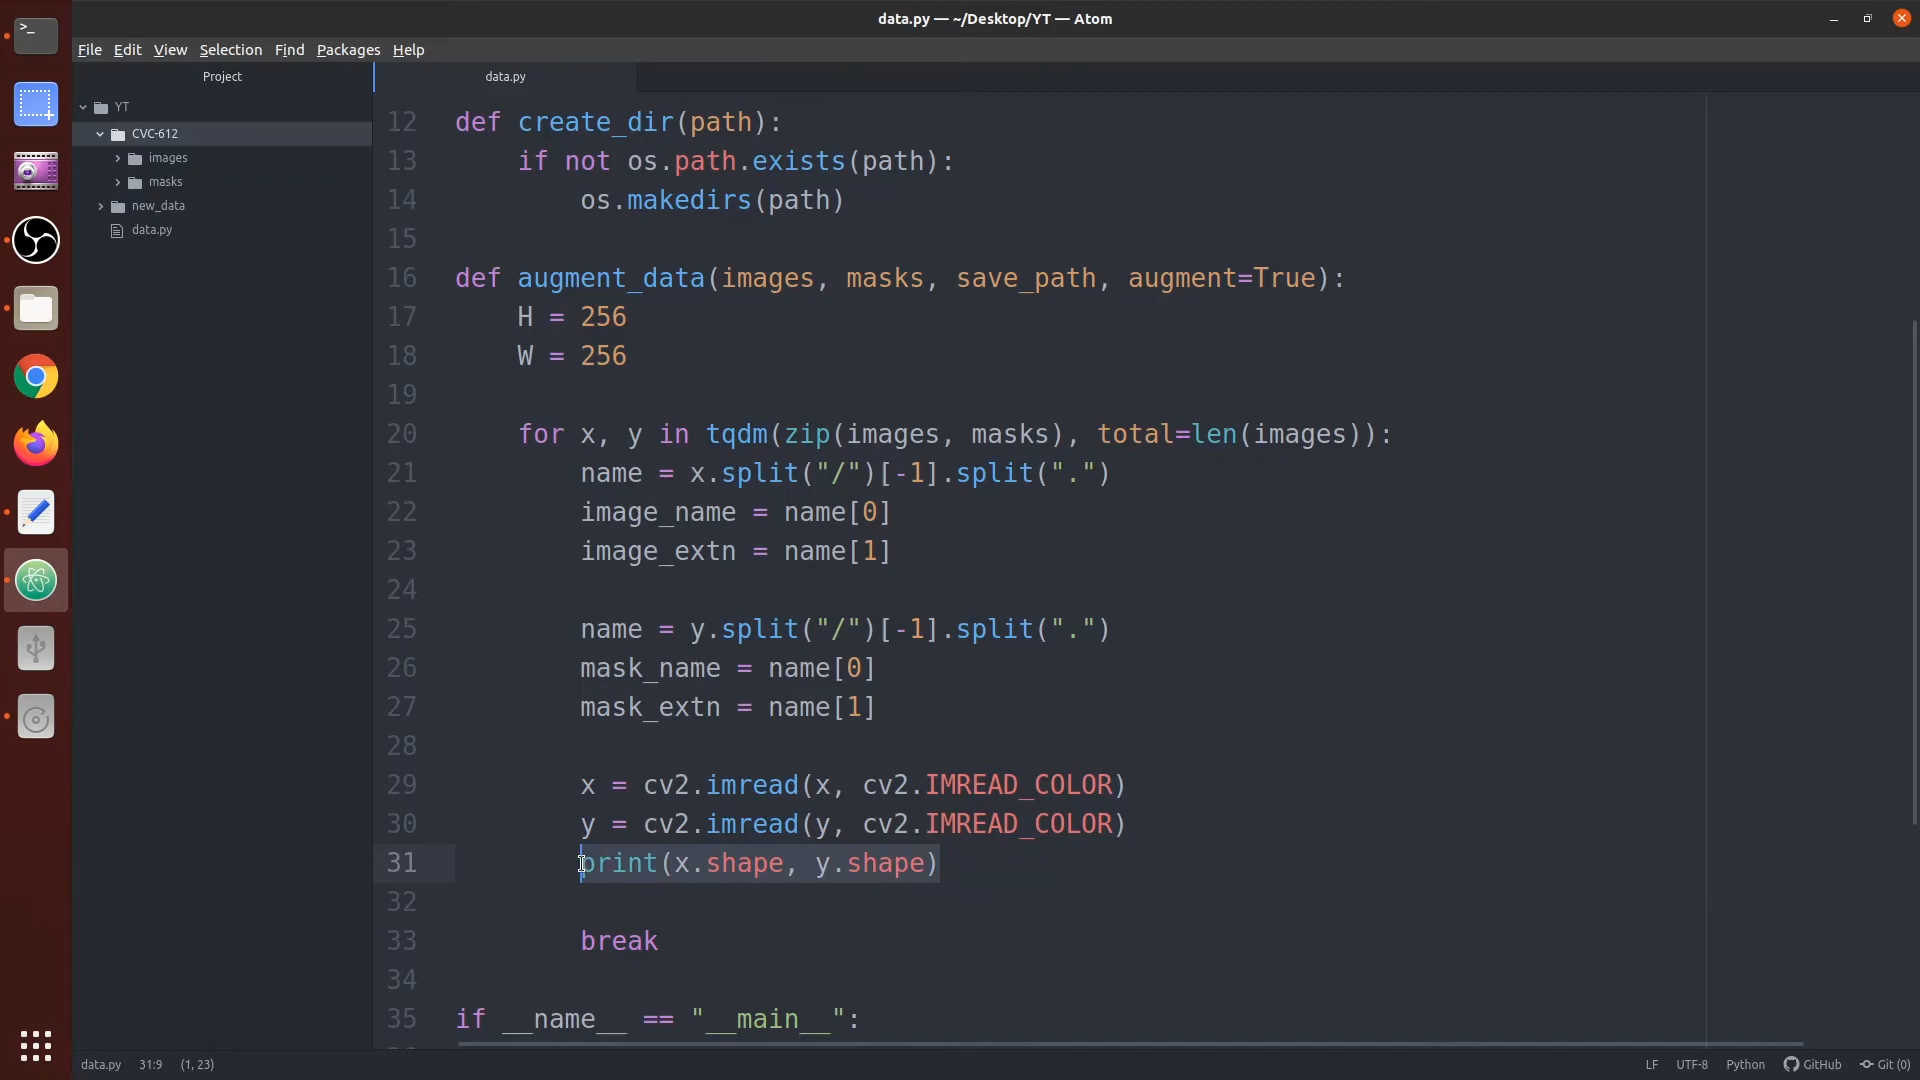 data.py — ~/Desktop/YT — Atom
File Edit View Selection Find Packages Help
Project
data.py
YT
CVC-612
images
masks
new_data
data.py
12 def create_dir(path):
13     if not os.path.exists(path):
14         os.makedirs(path)
15
16 def augment_data(images, masks, save_path, augment=True):
17     H = 256
18     W = 256
19
20     for x, y in tqdm(zip(images, masks), total=len(images)):
21         name = x.split("/")[-1].split(".")
22         image_name = name[0]
23         image_extn = name[1]
24
25         name = y.split("/")[-1].split(".")
26         mask_name = name[0]
27         mask_extn = name[1]
28
29         x = cv2.imread(x, cv2.IMREAD_COLOR)
30         y = cv2.imread(y, cv2.IMREAD_COLOR)
31         print(x.shape, y.shape)
32
33         break
34
35 if __name__ == "__main__":
data.py 31:9 (1, 23) LF UTF-8 Python GitHub Git (0)